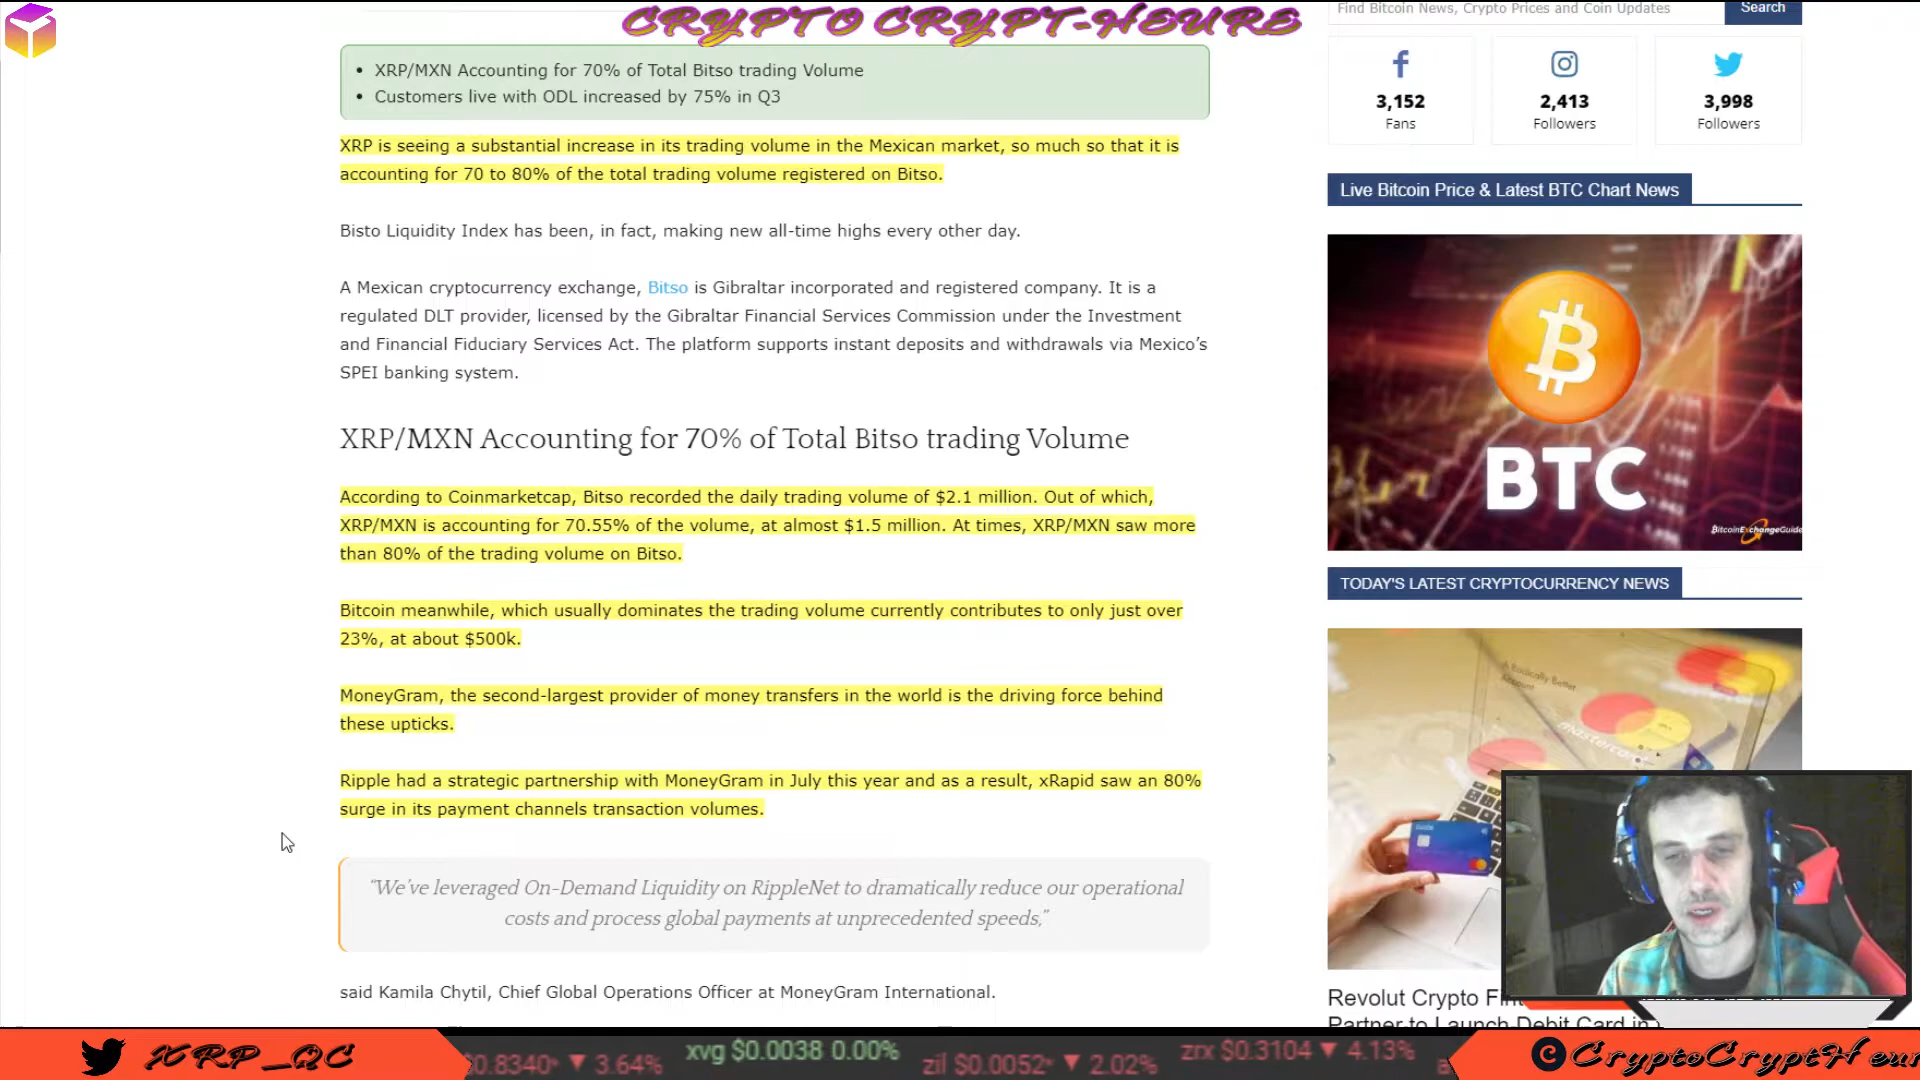 CRYPTO CRYPT-HEURE
XRP/MXN Accounting for 70% of Total Bitso trading Volume
Customers live with ODL increased by 75% in Q3
XRP is seeing a substantial increase in its trading volume in the Mexican market, so much so that it is
accounting for 70 to 80% of the total trading volume registered on Bitso.
Bisto Liquidity Index has been, in fact, making new all-time highs every other day.
A Mexican cryptocurrency exchange, Bitso is Gibraltar incorporated and registered company. It is a
regulated DLT provider, licensed by the Gibraltar Financial Services Commission under the Investment
and Financial Fiduciary Services Act. The platform supports instant deposits and withdrawals via Mexico’s
SPEI banking system.
XRP/MXN Accounting for 70% of Total Bitso trading Volume
According to Coinmarketcap, Bitso recorded the daily trading volume of $2.1 million. Out of which,
XRP/MXN is accounting for 70.55% of the volume, at almost $1.5 million. At times, XRP/MXN saw more
than 80% of the trading volume on Bitso.
Bitcoin meanwhile, which usually dominates the trading volume currently contributes to only just over
23%, at about $500k.
MoneyGram, the second-largest provider of money transfers in the world is the driving force behind
these upticks.
Ripple had a strategic partnership with MoneyGram in July this year and as a result, xRapid saw an 80%
surge in its payment channels transaction volumes.
“We’ve leveraged On-Demand Liquidity on RippleNet to dramatically reduce our operational
costs and process global payments at unprecedented speeds,”
said Kamila Chytil, Chief Global Operations Officer at MoneyGram International.
Find Bitcoin News, Crypto Prices and Coin Updates
Search
3,152
Fans
2,413
Followers
3,998
Followers
Live Bitcoin Price & Latest BTC Chart News
BTC
BitcoinExchangeGuide
TODAY'S LATEST CRYPTOCURRENCY NEWS
A Radically Better
Account
mastercard
Revolut Crypto
Partner to Launch Debit Card in
XRP_QC
0.8340 ▼ 3.64%
xvg $0.0038 0.00%
zil $0.0052 ▼ 2.02%
zrx $0.3104 ▼ 4.13%
CryptoCryptHeur